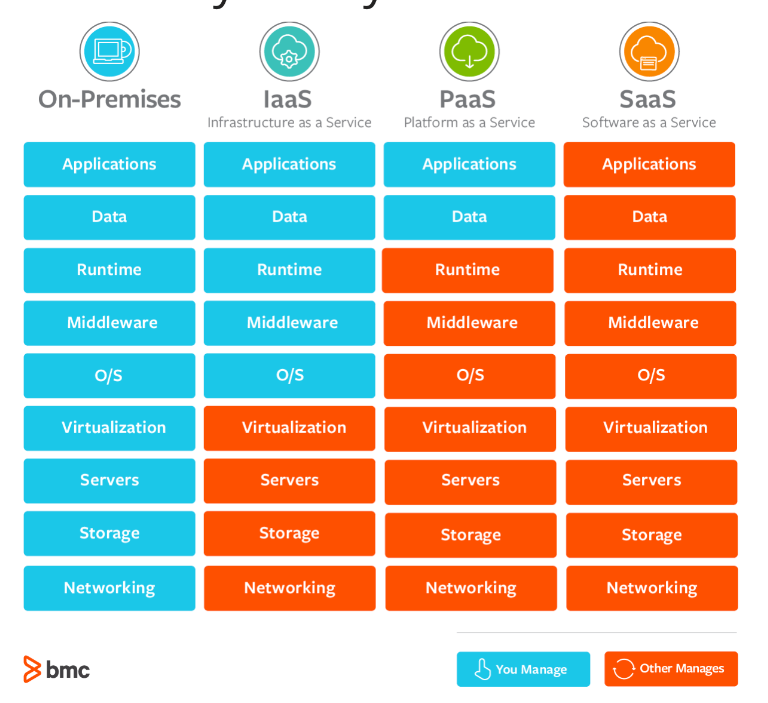 On-Premises IaaS PaaS SaaS
Infrastructure as a Service Platform as a Service Software as a Service
Applications Applications Applications Applications
Data Data Data Data
Runtime Runtime Runtime Runtime
Middleware Middleware Middleware Middleware
O/S O/S O/S O/S
Virtualization Virtualization Virtualization Virtualization
Servers Servers Servers Servers
Storage Storage Storage Storage
Networking Networking Networking Networking
bmc You Manage Other Manages